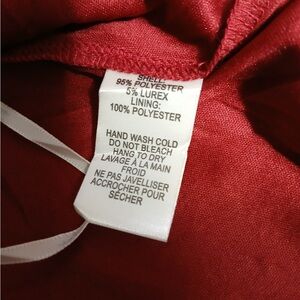 SHELL:
95% POLYESTER
5% LUREX
LINING:
100% POLYESTER
HAND WASH COLD
DO NOT BLEACH
HANG TO DRY
LAVAGE À LA MAIN
FROID
NE PAS JAVELLISER
ACCROCHER POUR
SÉCHER